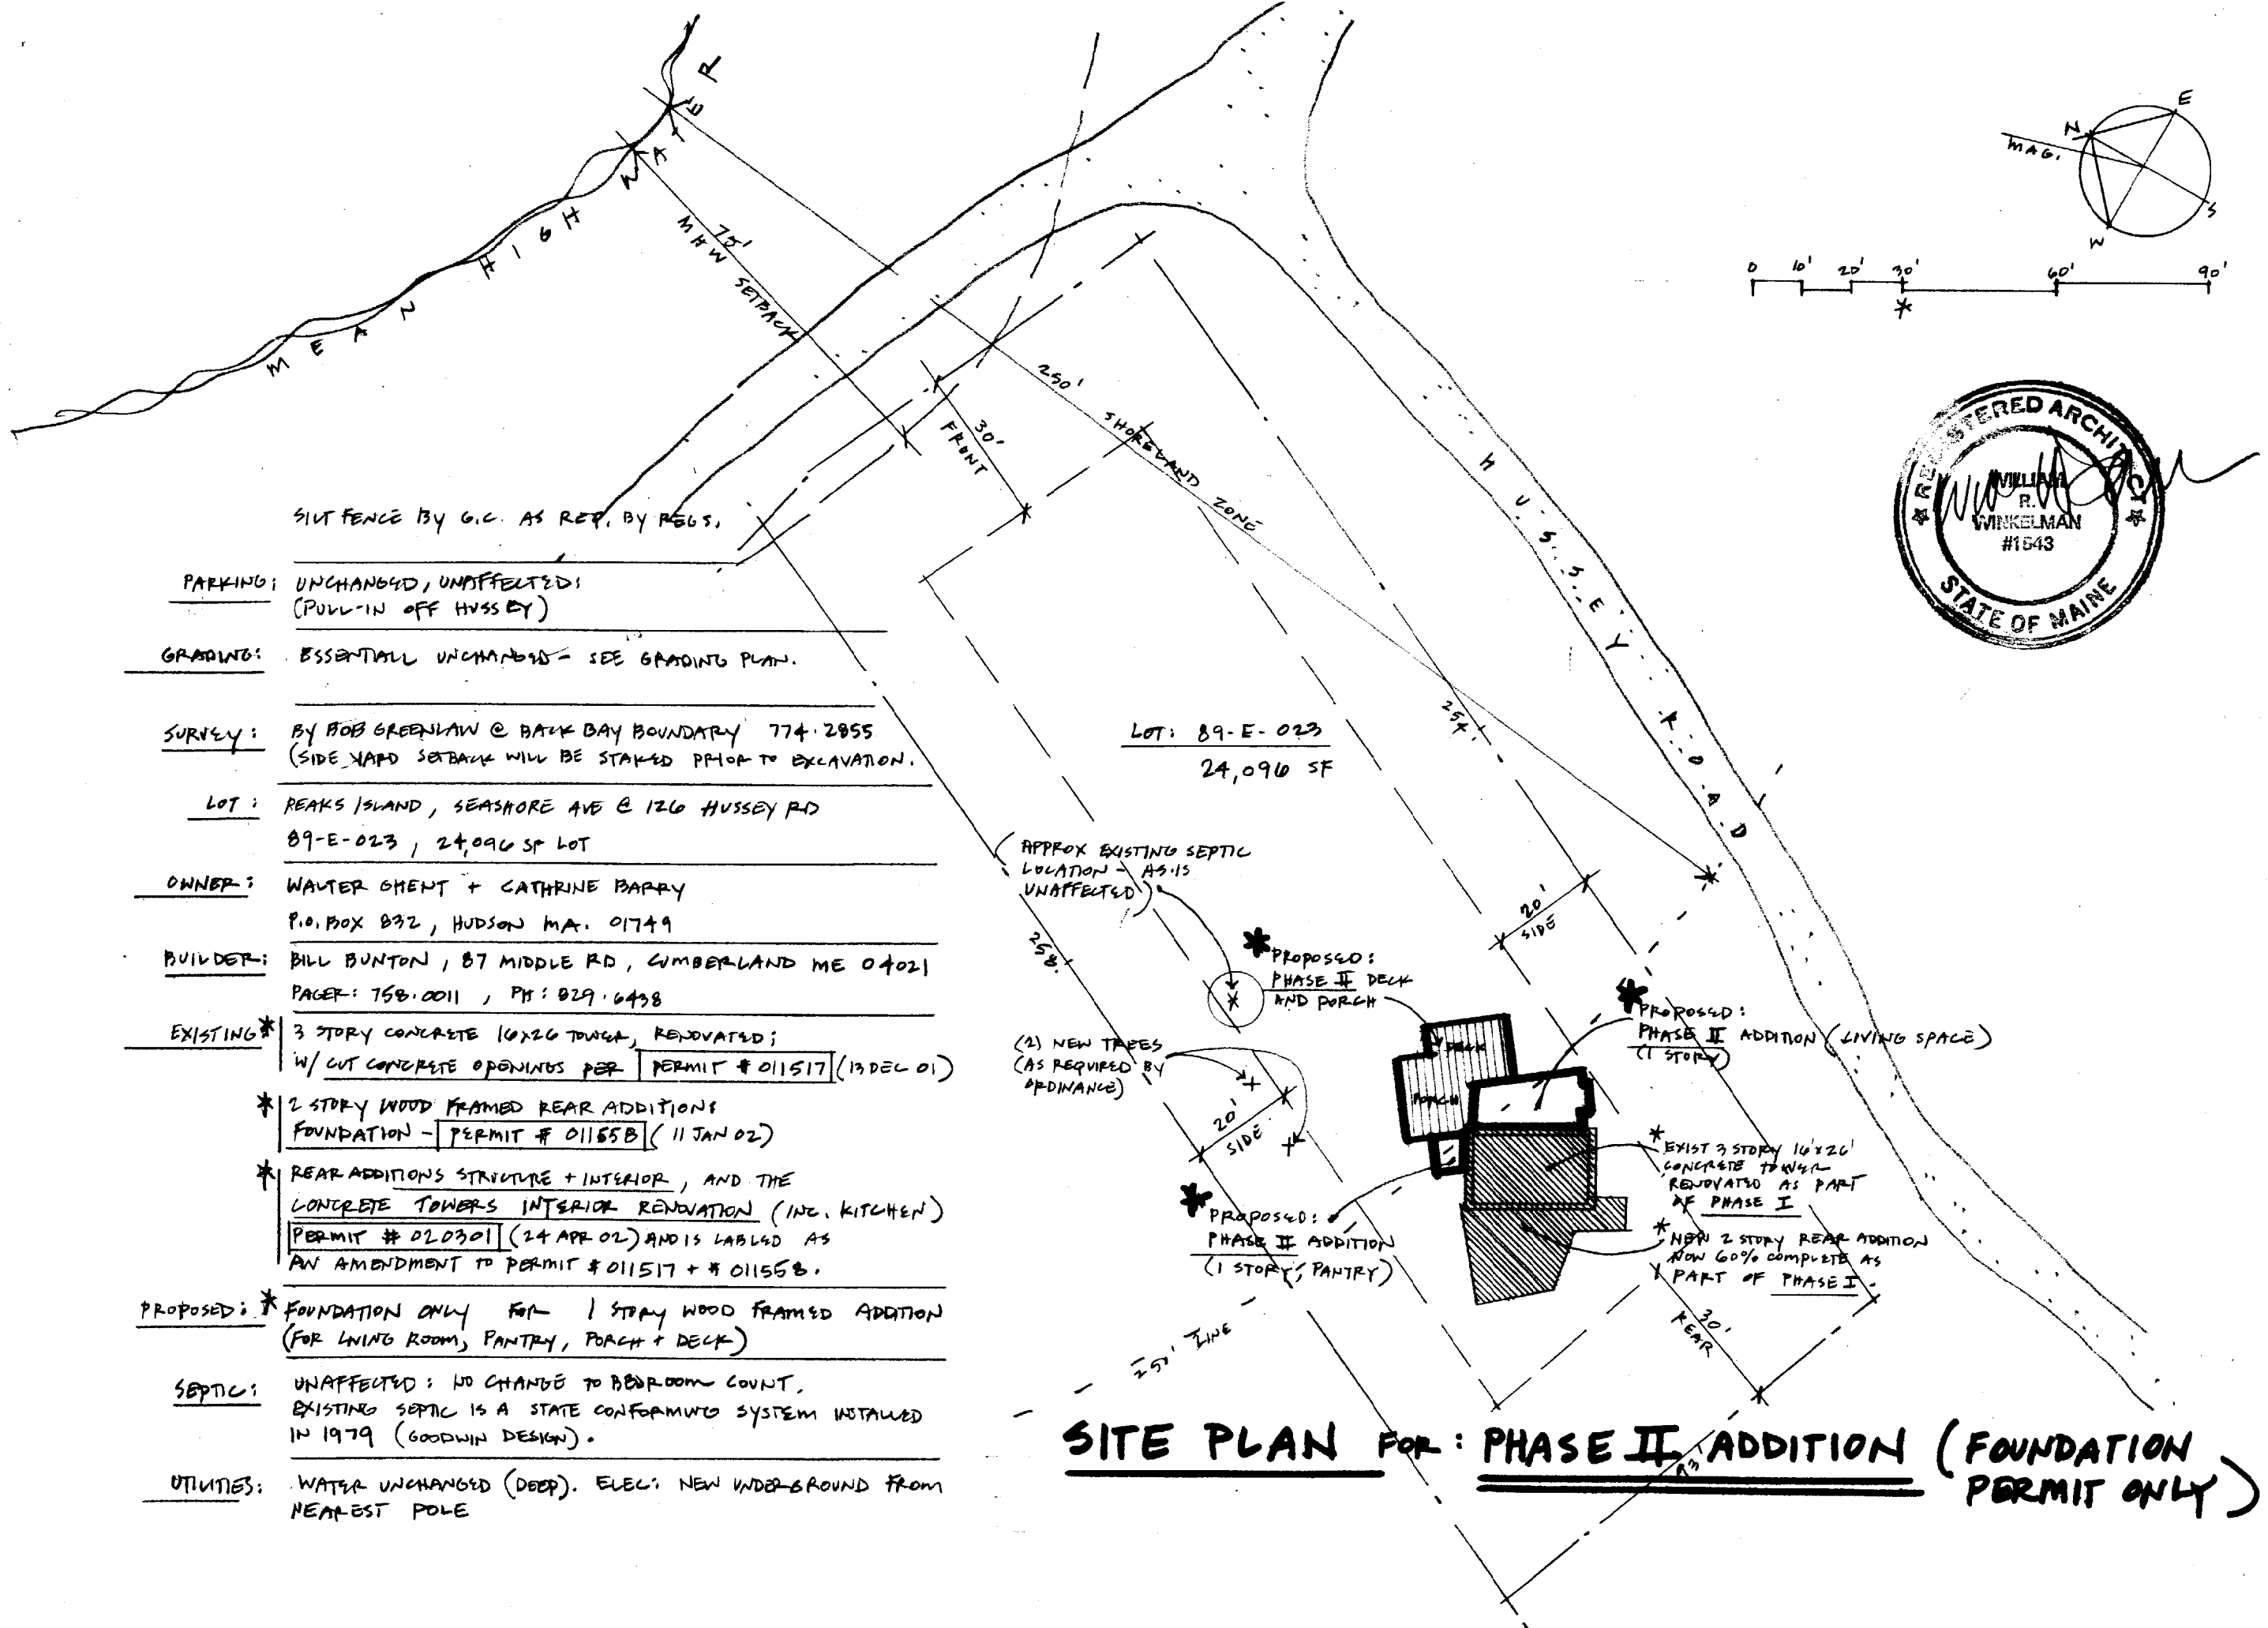 MEAN HIGH WATER
75'
MHW SETBACK
30'
FRONT
250'
SHORELAND ZONE
HUSSEY ROAD
N
E
S
W
MAG.
0 10' 20' 30' 60' 90'
*
REGISTERED ARCHITECT
WILLIAM
R.
WINKELMAN
#1643
STATE OF MAINE
SILT FENCE BY G.C. AS REQ. BY REGS.
PARKING: UNCHANGED, UNAFFECTED:
(PULL-IN OFF HUSSEY)
GRADING: ESSENTIALL UNCHANGED - SEE GRADING PLAN.
SURVEY: BY BOB GREENLAW @ BACK BAY BOUNDARY 774.2855
(SIDE YARD SETBACK WILL BE STAKED PRIOR TO EXCAVATION.
LOT: PEAKS ISLAND, SEASHORE AVE @ 126 HUSSEY RD
89-E-023, 24,096 SF LOT
OWNER: WALTER GHENT + CATHRINE BARRY
P.O. BOX 832, HUDSON MA. 01749
BUILDER: BILL BUNTON, 87 MIDDLE RD, CUMBERLAND ME 04021
PAGER: 758.0011, PH: 829.6438
EXISTING * 3 STORY CONCRETE 16x26 TOWER, RENOVATED;
W/ CUT CONCRETE OPENINGS PER PERMIT # 011517 (13 DEC 01)
* 2 STORY WOOD FRAMED REAR ADDITIONS
FOUNDATION - PERMIT # 011558 (11 JAN 02)
* REAR ADDITIONS STRUCTURE + INTERIOR, AND THE
CONCRETE TOWERS INTERIOR RENOVATION (INC. KITCHEN)
PERMIT # 020301 (24 APR 02) AND IS LABLED AS
AN AMENDMENT TO PERMIT # 011517 + # 011558.
PROPOSED: * FOUNDATION ONLY FOR 1 STORY WOOD FRAMED ADDITION
(FOR LIVING ROOM, PANTRY, PORCH + DECK)
SEPTIC: UNAFFECTED: NO CHANGE TO BEDROOM COUNT.
EXISTING SEPTIC IS A STATE CONFORMING SYSTEM INSTALLED
IN 1979 (GOODWIN DESIGN).
UTILITIES: WATER UNCHANGED (DEEP). ELEC: NEW UNDERGROUND FROM
NEAREST POLE
LOT: 89-E-023
24,096 SF
254.
258.
APPROX EXISTING SEPTIC
LOCATION - AS IS
UNAFFECTED)
20'
SIDE
* PROPOSED:
PHASE II DECK
AND PORCH
* PROPOSED:
PHASE II ADDITION (LIVING SPACE)
(1 STORY)
(2) NEW TREES
(AS REQUIRED BY
ORDINANCE)
DECK
PORCH
20'
SIDE
* EXIST 3 STORY 16'x26'
CONCRETE TOWER
RENOVATED AS PART
OF PHASE I
* PROPOSED:
PHASE II ADDITION
(1 STORY, PANTRY)
* NEW 2 STORY REAR ADDITION
NOW 60% COMPLETE AS
PART OF PHASE I.
30'
REAR
250' LINE
93'
SITE PLAN FOR: PHASE II ADDITION (FOUNDATION
PERMIT ONLY)